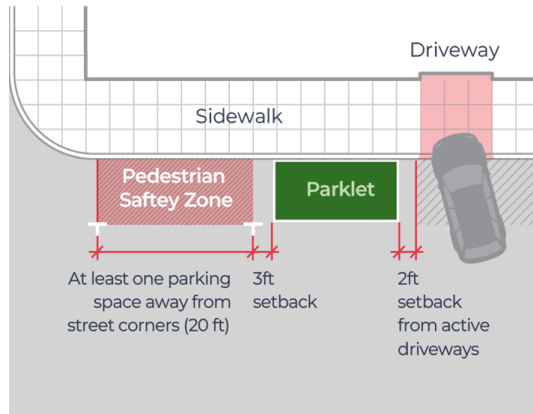 Driveway
Sidewalk
Pedestrian
Saftey Zone
Parklet
At least one parking
space away from
street corners (20 ft)
3ft
setback
2ft
setback
from active
driveways